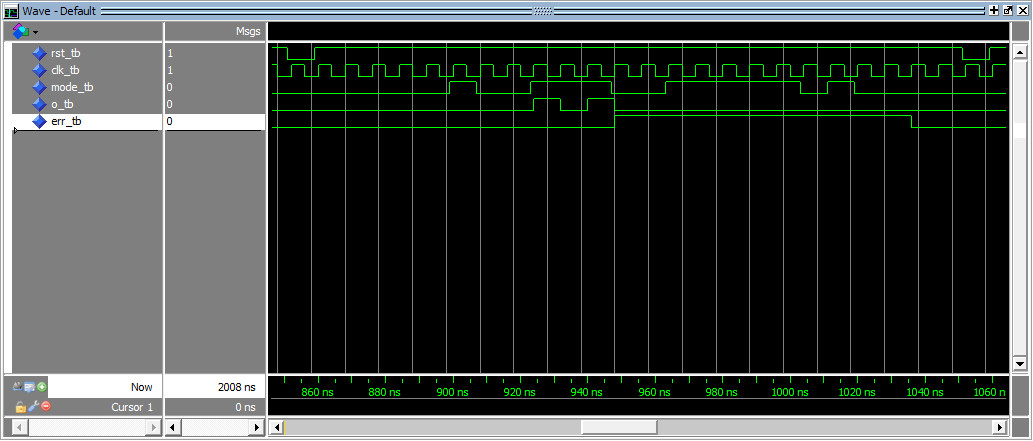 Wave - Default
Msgs
rst_tb 1
clk_tb 1
mode_tb 0
o_tb 0
err_tb 0
Now 2008 ns
860 ns 880 ns 900 ns 920 ns 940 ns 960 ns 980 ns 1000 ns 1020 ns 1040 ns 1060 ns
Cursor 1 0 ns